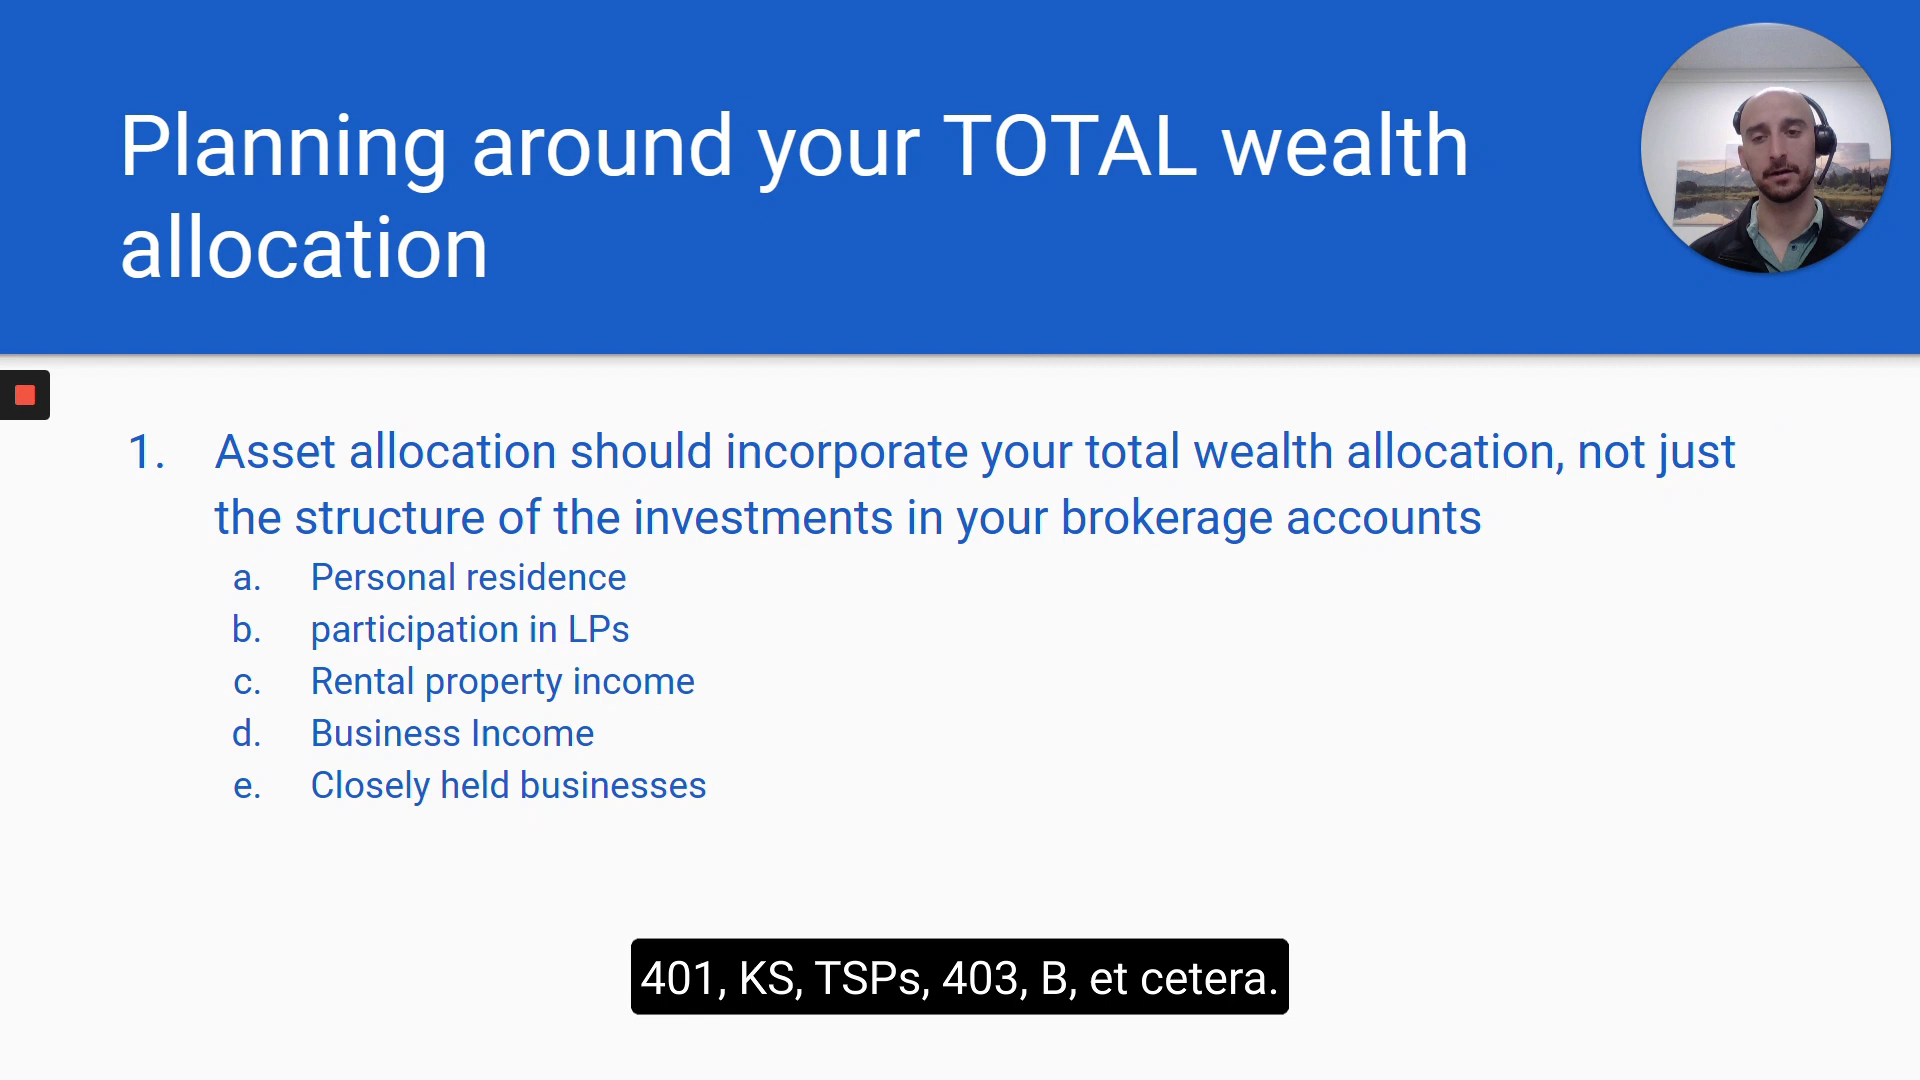 Planning around your TOTAL wealth
allocation
1. Asset allocation should incorporate your total wealth allocation, not just
the structure of the investments in your brokerage accounts
a. Personal residence
b. participation in LPs
c. Rental property income
d. Business Income
e. Closely held businesses
401, KS, TSPs, 403, B, et cetera.